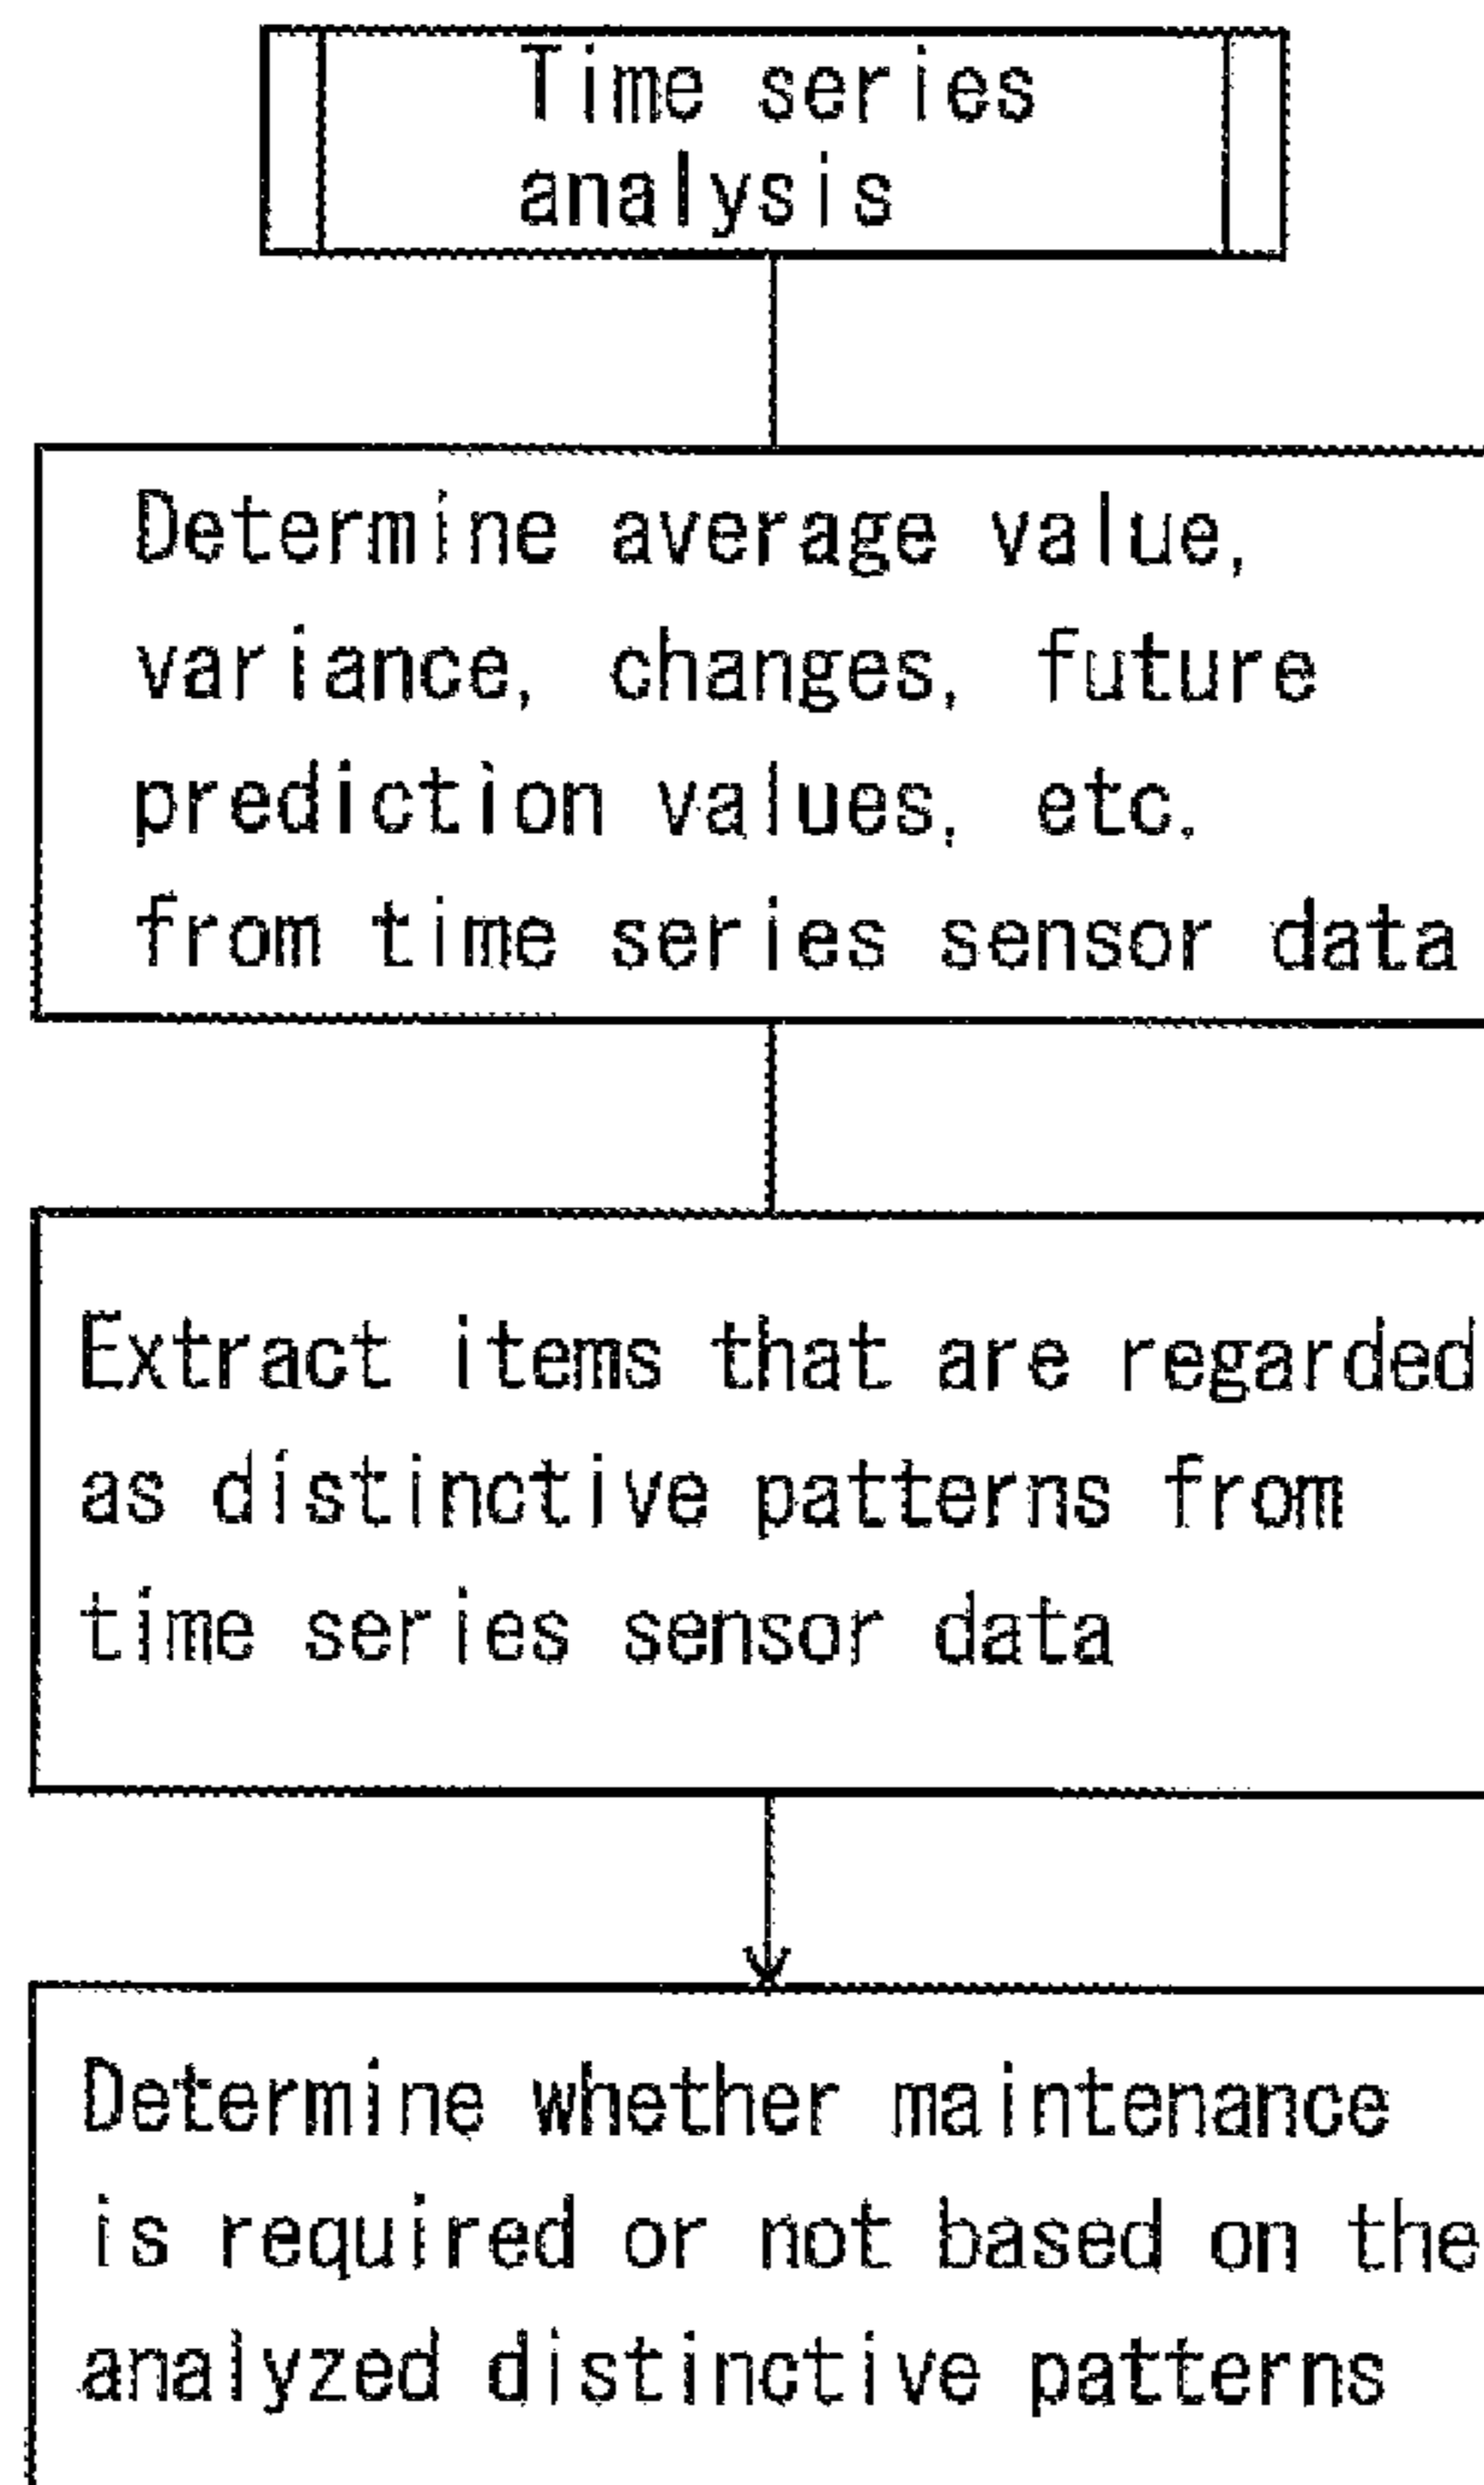 Time series
analysis
Determine average value,
variance, changes, future
prediction values, etc.
from time series sensor data
Extract items that are regarded
as distinctive patterns from
time series sensor data
Determine whether maintenance
is required or not based on the
analyzed distinctive patterns